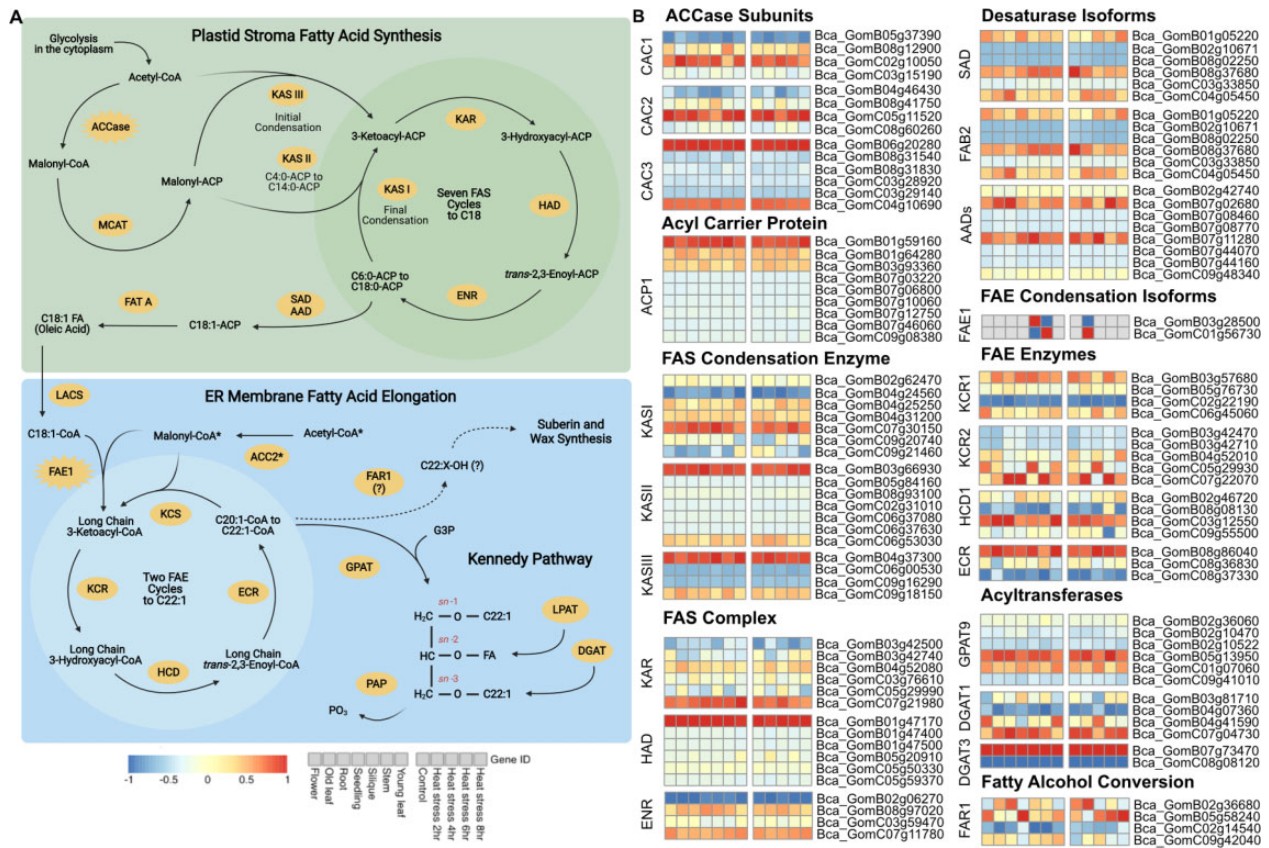 A
Plastid Stroma Fatty Acid Synthesis
Glycolysis
in the cytoplasm
Acetyl-CoA
ACCase
Malonyl-CoA
MCAT
Malonyl-ACP
KAS III
Initial
Condensation
KAS II
C4:0-ACP to
C14:0-ACP
3-Ketoacyl-ACP
KAR
3-Hydroxyacyl-ACP
KAS I
Final
Condensation
Seven FAS
Cycles
to C18
HAD
trans-2,3-Enoyl-ACP
ENR
C6:0-ACP to
C18:0-ACP
SAD
AAD
C18:1-ACP
FAT A
C18:1 FA
(Oleic Acid)
ER Membrane Fatty Acid Elongation
LACS
C18:1-CoA
Malonyl-CoA*
Acetyl-CoA*
ACC2*
FAE1
KCS
Long Chain
3-Ketoacyl-CoA
C20:1-CoA to
C22:1-CoA
KCR
Two FAE
Cycles
to C22:1
ECR
Long Chain
3-Hydroxyacyl-CoA
Long Chain
trans-2,3-Enoyl-CoA
HCD
FAR1
(?)
C22:X-OH (?)
Suberin and
Wax Synthesis
G3P
GPAT
Kennedy Pathway
sn-1
H₂C – O – C22:1
sn-2
HC – O – FA
sn-3
H₂C – O – C22:1
LPAT
DGAT
PAP
PO₃
-1 -0.5 0 0.5 1
Flower
Old leaf
Root
Seedling
Silique
Stem
Young leaf
Control
Heat stress 2hr
Heat stress 4hr
Heat stress 6hr
Heat stress 8hr
Gene ID
B
ACCase Subunits
CAC1
Bca_GomB05g37390
Bca_GomB08g12900
Bca_GomC02g10050
Bca_GomC03g15190
CAC2
Bca_GomB04g46430
Bca_GomB08g41750
Bca_GomC05g11520
Bca_GomC08g60260
CAC3
Bca_GomB06g20280
Bca_GomB08g31540
Bca_GomB08g31830
Bca_GomC03g28920
Bca_GomC03g29140
Bca_GomC04g10690
Acyl Carrier Protein
ACP1
Bca_GomB01g59160
Bca_GomB01g64280
Bca_GomB03g93360
Bca_GomB07g03220
Bca_GomB07g06800
Bca_GomB07g10060
Bca_GomB07g12750
Bca_GomB07g46060
Bca_GomC09g08380
FAS Condensation Enzyme
KASI
Bca_GomB02g62470
Bca_GomB04g24560
Bca_GomB04g25250
Bca_GomB04g31200
Bca_GomC07g30150
Bca_GomC09g20740
Bca_GomC09g21460
KASII
Bca_GomB03g66930
Bca_GomB05g84160
Bca_GomB08g93100
Bca_GomC02g31010
Bca_GomC06g37080
Bca_GomC06g37630
Bca_GomC06g53030
KASIII
Bca_GomB04g37300
Bca_GomC06g00530
Bca_GomC09g16290
Bca_GomC09g18150
FAS Complex
KAR
Bca_GomB03g42500
Bca_GomB03g42740
Bca_GomB04g52080
Bca_GomC03g76610
Bca_GomC05g29990
Bca_GomC07g21980
HAD
Bca_GomB01g47170
Bca_GomB01g47400
Bca_GomB01g47500
Bca_GomB05g20910
Bca_GomC05g50330
Bca_GomC05g59370
ENR
Bca_GomB02g06270
Bca_GomB08g97020
Bca_GomC03g59470
Bca_GomC07g11780
Desaturase Isoforms
SAD
Bca_GomB01g05220
Bca_GomB02g10671
Bca_GomB08g02250
Bca_GomB08g37680
Bca_GomC03g33850
Bca_GomC04g05450
FAB2
Bca_GomB01g05220
Bca_GomB02g10671
Bca_GomB08g02250
Bca_GomB08g37680
Bca_GomC03g33850
Bca_GomC04g05450
AADs
Bca_GomB02g42740
Bca_GomB07g02680
Bca_GomB07g08460
Bca_GomB07g08770
Bca_GomB07g11280
Bca_GomB07g44070
Bca_GomB07g44160
Bca_GomC09g48340
FAE Condensation Isoforms
FAE1
Bca_GomB03g28500
Bca_GomC01g56730
FAE Enzymes
KCR1
Bca_GomB03g57680
Bca_GomB05g76730
Bca_GomC02g22190
Bca_GomC06g45060
KCR2
Bca_GomB03g42470
Bca_GomB03g42710
Bca_GomB04g52010
Bca_GomC05g29930
Bca_GomC07g22070
HCD1
Bca_GomB02g46720
Bca_GomB08g08130
Bca_GomC03g12550
Bca_GomC09g55500
ECR
Bca_GomB08g86040
Bca_GomC08g36830
Bca_GomC08g37330
Acyltransferases
GPAT9
Bca_GomB02g36060
Bca_GomB02g10470
Bca_GomB02g10522
Bca_GomB05g13950
Bca_GomC01g07060
Bca_GomC09g41010
DGAT1
Bca_GomB03g81710
Bca_GomB04g07360
Bca_GomB04g41590
Bca_GomC07g04730
DGAT3
Bca_GomB07g73470
Bca_GomC08g08120
Fatty Alcohol Conversion
FAR1
Bca_GomB02g36680
Bca_GomB05g58240
Bca_GomC02g14540
Bca_GomC09g42040